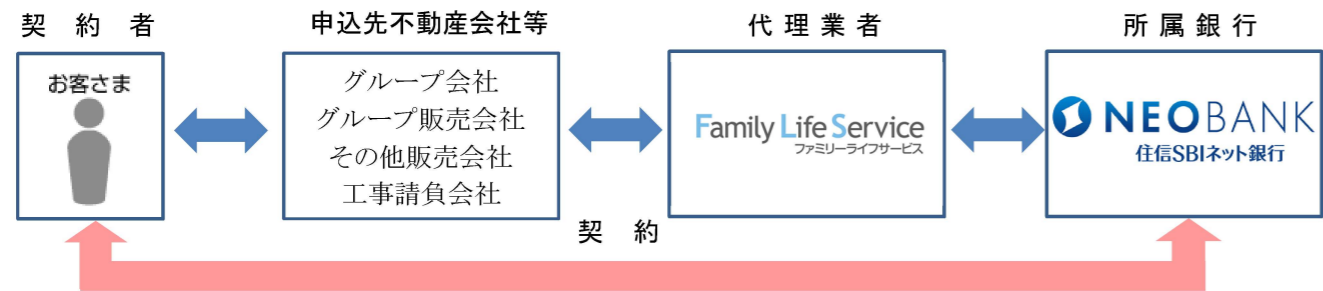 契約者
申込先不動産会社等
代理業者
所属銀行
お客さま
グループ会社
グループ販売会社
その他販売会社
工事請負会社
Family Life Service
ファミリーライフサービス
NEOBANK
住信SBIネット銀行
契約